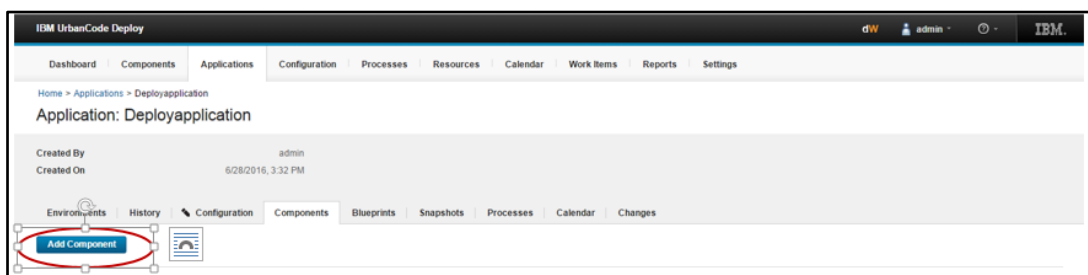 IBM UrbanCode Deploy dW admin IBM.
Dashboard Components Applications Configuration Processes Resources Calendar Work Items Reports Settings
Home > Applications > Deployapplication
Application: Deployapplication
Created By admin
Created On 6/28/2016, 3:32 PM
Environments History Configuration Components Blueprints Snapshots Processes Calendar Changes
Add Component